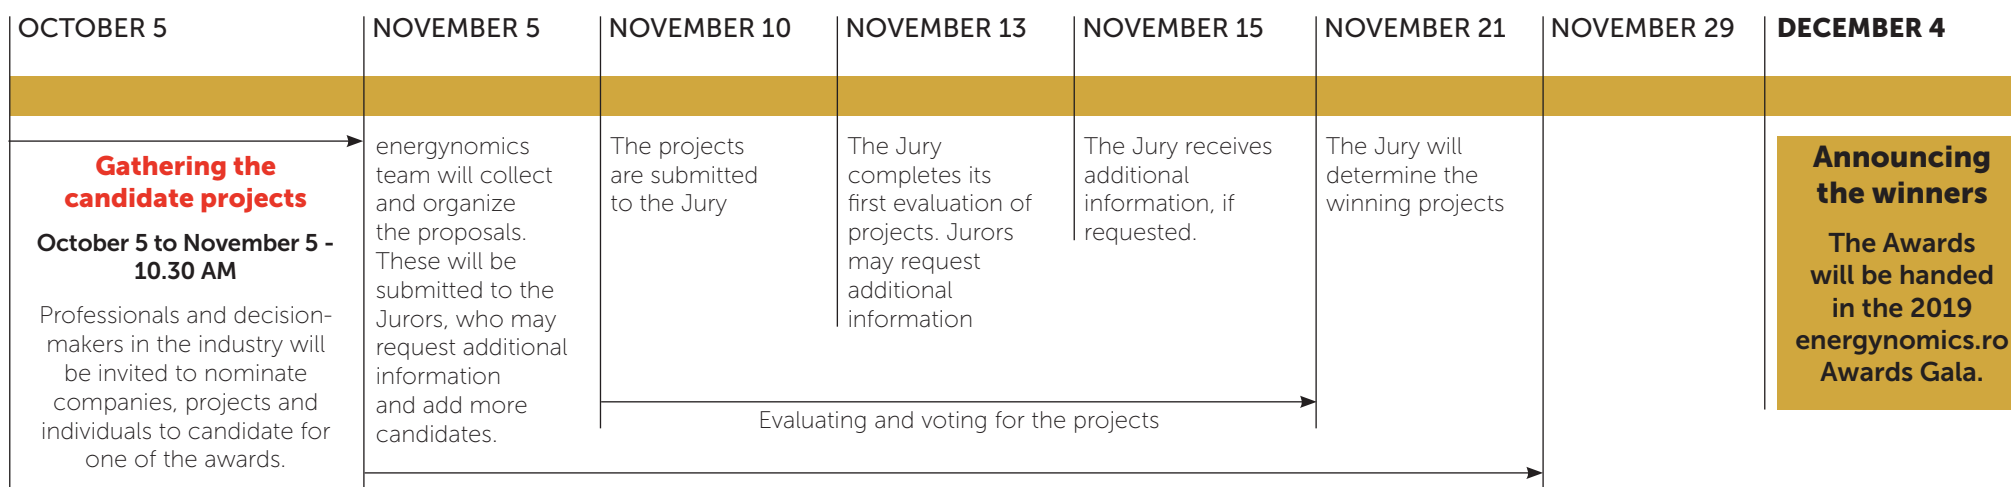 OCTOBER 5
NOVEMBER 5
NOVEMBER 10
NOVEMBER 13
NOVEMBER 15
NOVEMBER 21
NOVEMBER 29
DECEMBER 4
Gathering the
candidate projects
October 5 to November 5 -
10.30 AM
Professionals and decision-
makers in the industry will
be invited to nominate
companies, projects and
individuals to candidate for
one of the awards.
energynomics
team will collect
and organize
the proposals.
These will be
submitted to the
Jurors, who may
request additional
information
and add more
candidates.
The projects
are submitted
to the Jury
The Jury
completes its
first evaluation of
projects. Jurors
may request
additional
information
The Jury receives
additional
information, if
requested.
The Jury will
determine the
winning projects
Evaluating and voting for the projects
Announcing
the winners
The Awards
will be handed
in the 2019
energynomics.ro
Awards Gala.